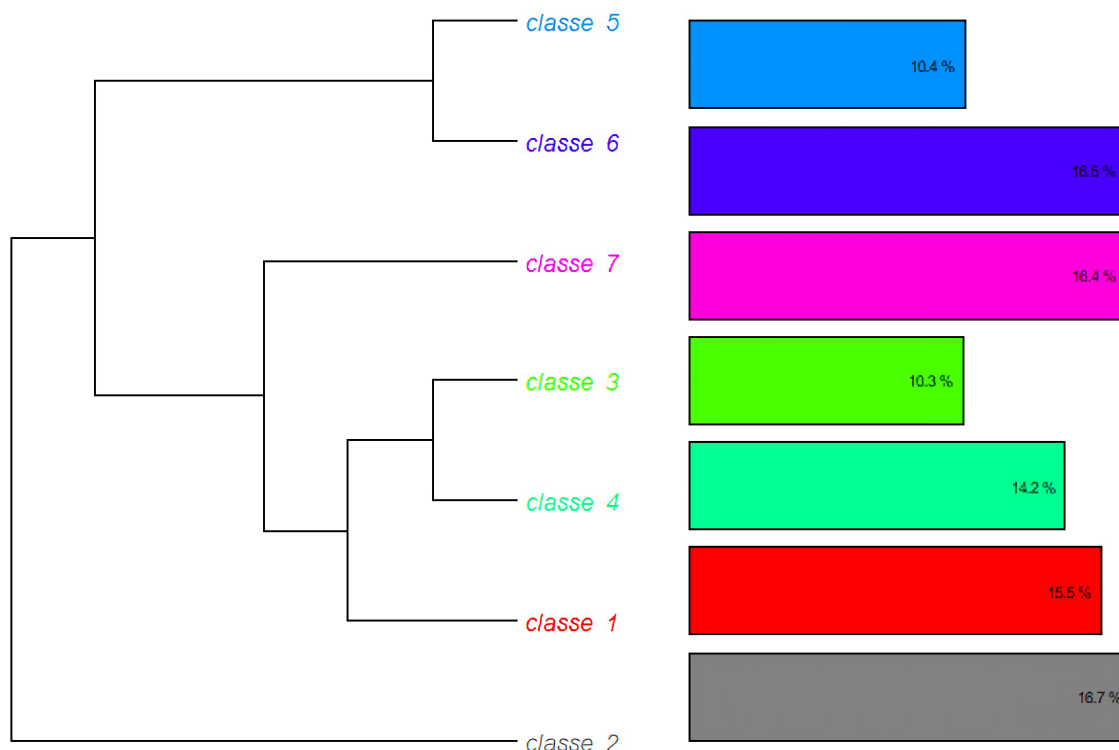 classe 5
10.4 %
classe 6
16.5 %
classe 7
16.4 %
classe 3
10.3 %
classe 4
14.2 %
classe 1
15.5 %
classe 2
16.7 %